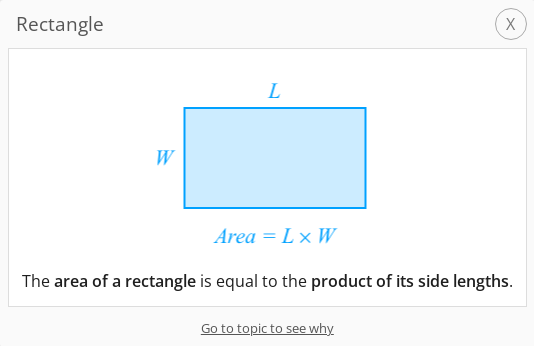 Rectangle
X
L
W
Area = L × W
The area of a rectangle is equal to the product of its side lengths.
Go to topic to see why